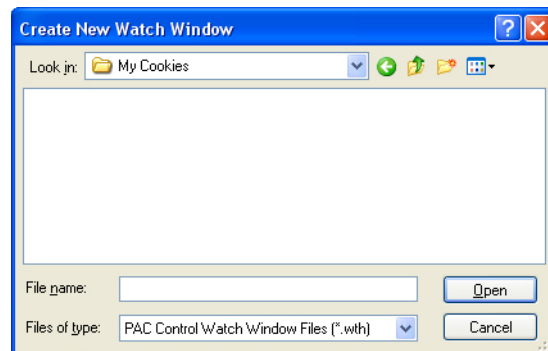 Create New Watch Window
Look in: My Cookies
File name: Open
Files of type: PAC Control Watch Window Files (*.wth) Cancel